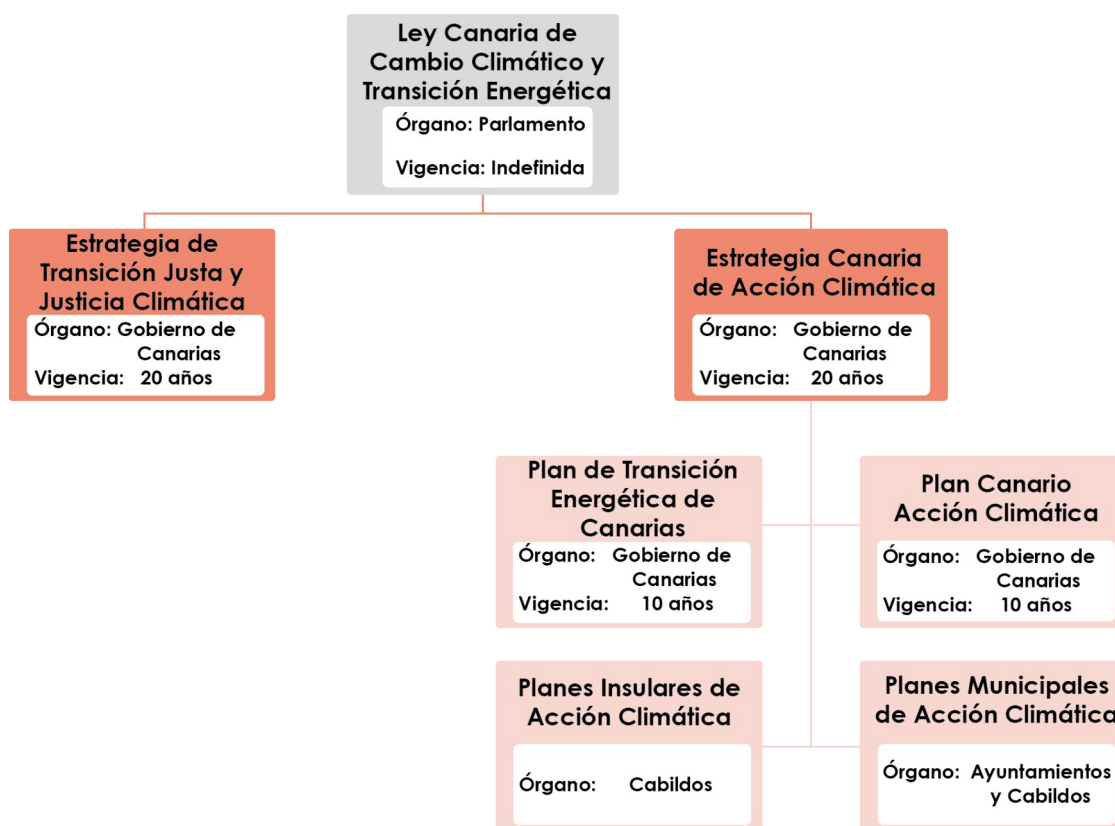 Ley Canaria de
Cambio Climático y
Transición Energética
Órgano: Parlamento
Vigencia: Indefinida
Estrategia de
Transición Justa y
Justicia Climática
Órgano: Gobierno de
Canarias
Vigencia: 20 años
Estrategia Canaria
de Acción Climática
Órgano: Gobierno de
Canarias
Vigencia: 20 años
Plan de Transición
Energética de
Canarias
Órgano: Gobierno de
Canarias
Vigencia: 10 años
Plan Canario
Acción Climática
Órgano: Gobierno de
Canarias
Vigencia: 10 años
Planes Insulares de
Acción Climática
Órgano: Cabildos
Planes Municipales
de Acción Climática
Órgano: Ayuntamientos
y Cabildos